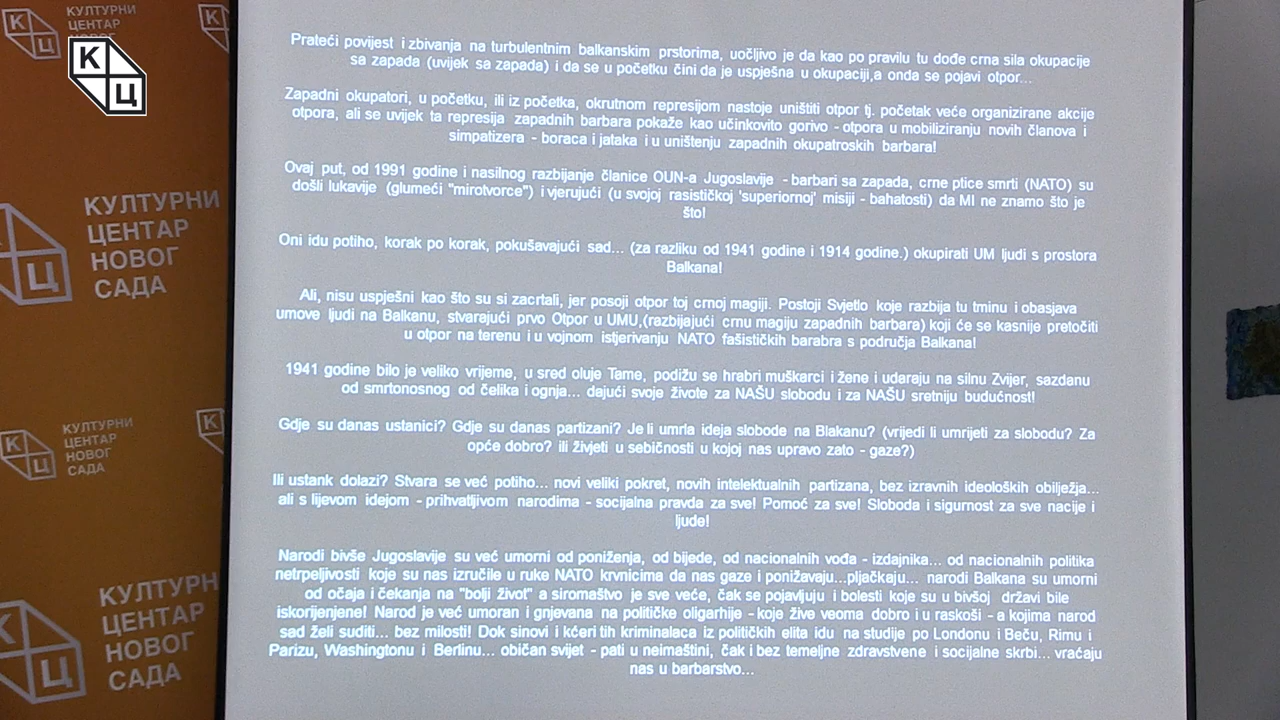 КУЛТУРНИ
ЦЕНТАР
НОВОГ
К
Ц
К
К
Ц
КУЛТУРНИ
ЦЕНТАР
НОВОГ
САДА
Ц
КУЛТУРНИ
ЦЕНТАР
НОВОГ
САДА
К
Ц
К
КУЛТУРН
ЦЕНТАР
НОВОГ
САДА
К
Ц
Prateći povijest i zbivanja na turbulentnim balkanskim prstorima, uočljivo je da kao po pravilu tu dođe crna sila okupacije
sa zapada (uvijek sa zapada) i da se u početku čini da je uspješna u okupaciji,a onda se pojavi otpor...
Zapadni okupatori, u početku, ili iz početka, okrutnom represijom nastoje uništiti otpor tj. početak veće organizirane akcije
otpora, ali se uvijek ta represija zapadnih barbara pokaže kao učinkovito gorivo - otpora u mobiliziranju novih članova i
simpatizera - boraca i jataka i u uništenju zapadnih okupatroskih barbara!
Ovaj put, od 1991 godine i nasilnog razbijanje članice OUN-a Jugoslavije - barbari sa zapada, crne ptice smrti (NATO) su
došli lukavije (glumeći "mirotvorce") i vjerujući (u svojoj rasističkoj 'superiornoj' misiji - bahatosti) da MI ne znamo što je
što!
Oni idu potiho, korak po korak, pokušavajući sad... (za razliku od 1941 godine i 1914 godine.) okupirati UM ljudi s prostora
Balkana!
Ali, nisu uspješni kao što su si zacrtali, jer posoji otpor toj crnoj magiji. Postoji Svjetlo koje razbija tu tminu i obasjava
umove ljudi na Balkanu, stvarajući prvo Otpor u UMU,(razbijajući crnu magiju zapadnih barbara) koji će se kasnije pretočiti
u otpor na terenu i u vojnom istjerivanju NATO fašističkih barabra s područja Balkana!
1941 godine bilo je veliko vrijeme, u sred oluje Tame, podižu se hrabri muškarci i žene i udaraju na silnu Zvijer, sazdanu
od smrtonosnog od čelika i ognja... dajući svoje živote za NAŠU slobodu i za NAŠU sretniju budućnost!
Gdje su danas ustanici? Gdje su danas partizani? Je li umrla ideja slobode na Blakanu? (vrijedi li umrijeti za slobodu? Za
opće dobro? ili živjeti u sebičnosti u kojoj nas upravo zato - gaze?)
Ili ustank dolazi? Stvara se već potiho... novi veliki pokret, novih intelektualnih partizana, bez izravnih ideoloških obilježja...
ali s lijevom idejom - prihvatljivom narodima - socijalna pravda za sve! Pomoć za sve! Sloboda i sigurnost za sve nacije i
ljude!
Narodi bivše Jugoslavije su već umorni od poniženja, od bijede, od nacionalnih vođa - izdajnika... od nacionalnih politika
netrpeljivosti koje su nas izručile u ruke NATO krvnicima da nas gaze i ponižavaju...pljačkaju... narodi Balkana su umorni
od očaja i čekanja na "bolji život" a siromaštvo je sve veće, čak se pojavljuju i bolesti koje su u bivšoj državi bile
iskorijenjene! Narod je već umoran i gnjevana na političke oligarhije - koje žive veoma dobro i u raskoši - a kojima narod
sad želi suditi... bez milosti! Dok sinovi i kćeri tih kriminalaca iz političkih elita idu na studije po Londonu i Beču, Rimu i
Parizu, Washingtonu i Berlinu... običan svijet - pati u neimaštini, čak i bez temeljne zdravstvene i socijalne skrbi... vraćaju
nas u barbarstvo...